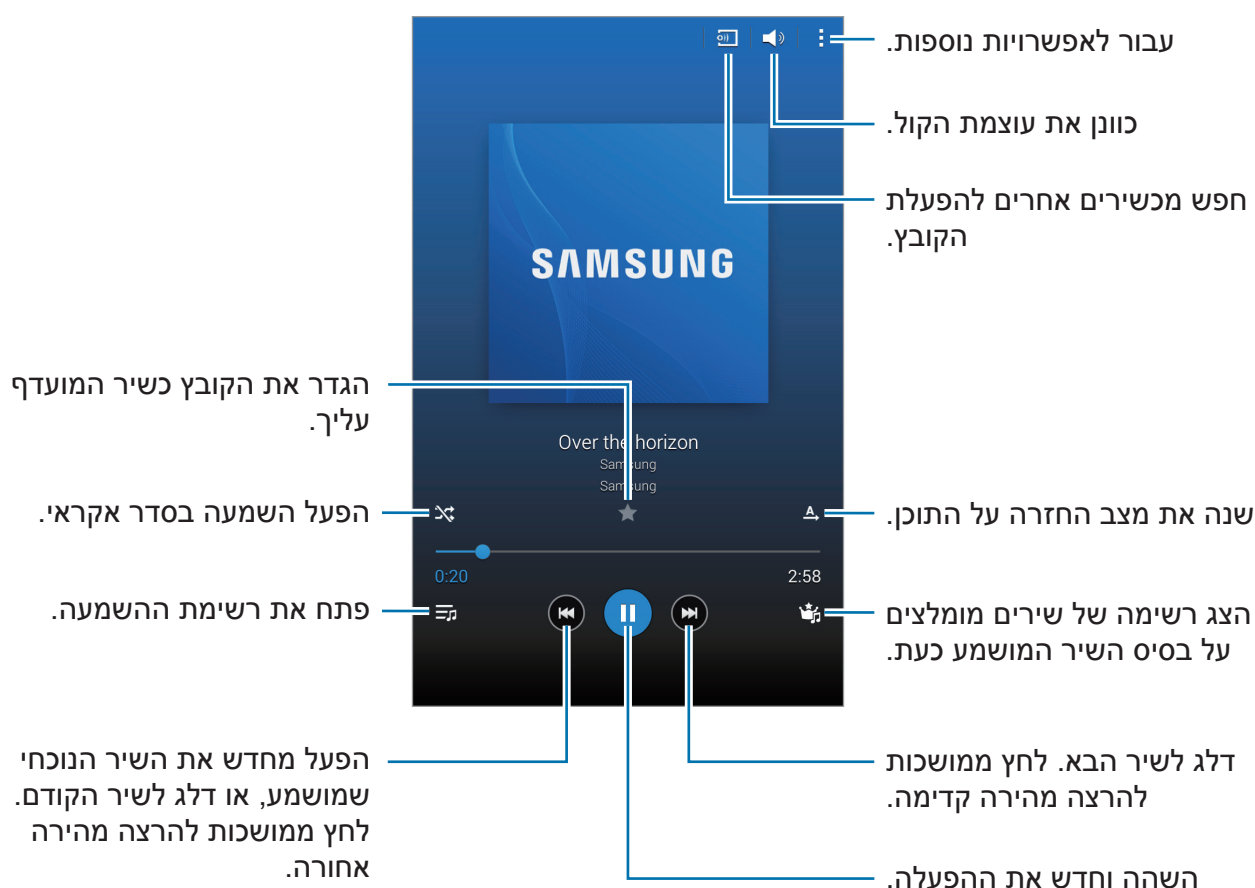 עבור לאפשרויות נוספות.
כוונן את עוצמת הקול.
חפש מכשירים אחרים להפעלת
הקובץ.
SAMSUNG
הגדר את הקובץ כשיר המועדף
עליך.
Over the horizon
Samsung
Samsung
הפעל השמעה בסדר אקראי.
A
שנה את מצב החזרה על התוכן.
0:20
2:58
פתח את רשימת ההשמעה.
הצג רשימה של שירים מומלצים
על בסיס השיר המושמע כעת.
הפעל מחדש את השיר הנוכחי
שמושמע, או דלג לשיר הקודם.
לחץ ממושכות להרצה מהירה
אחורה.
דלג לשיר הבא. לחץ ממושכות
להרצה מהירה קדימה.
השהה וחדש את ההפעלה.